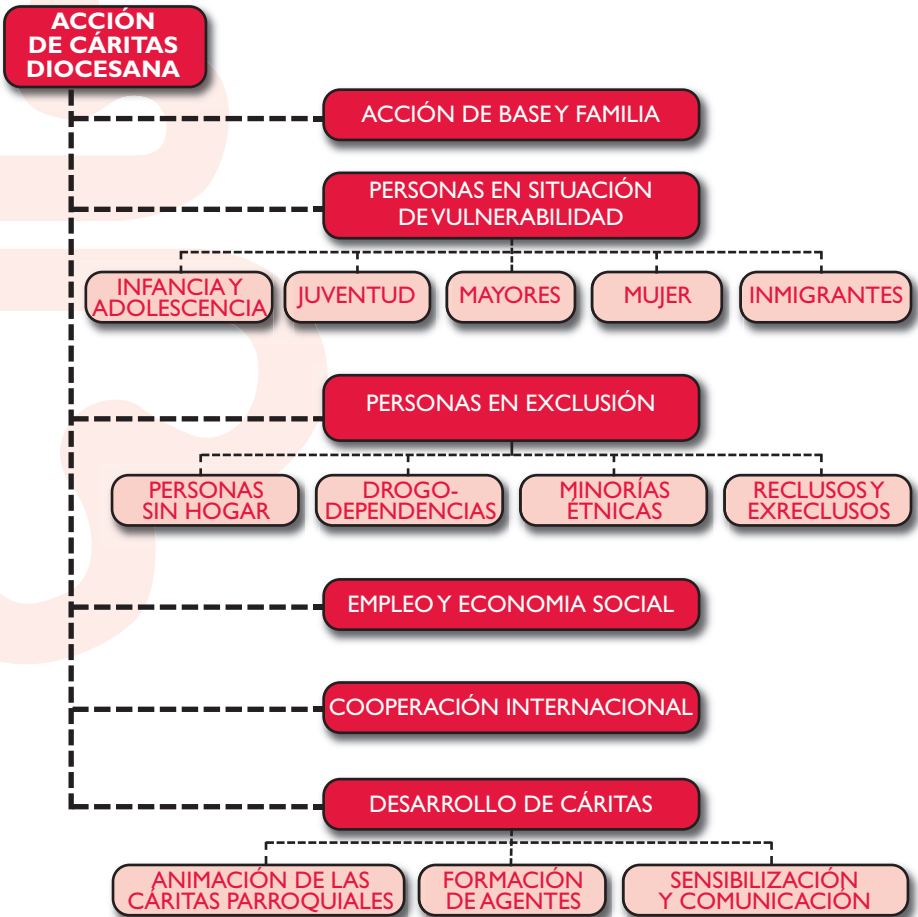 ACCIÓN
DE CÁRITAS
DIOCESANA
ACCIÓN DE BASE Y FAMILIA
PERSONAS EN SITUACIÓN
DE VULNERABILIDAD
INFANCIA Y
ADOLESCENCIA
JUVENTUD
MAYORES
MUJER
INMIGRANTES
PERSONAS EN EXCLUSIÓN
PERSONAS
SIN HOGAR
DROGO-
DEPENDENCIAS
MINORÍAS
ÉTNICAS
RECLUSOS Y
EXRECLUSOS
EMPLEO Y ECONOMIA SOCIAL
COOPERACIÓN INTERNACIONAL
DESARROLLO DE CÁRITAS
ANIMACIÓN DE LAS
CÁRITAS PARROQUIALES
FORMACIÓN
DE AGENTES
SENSIBILIZACIÓN
Y COMUNICACIÓN